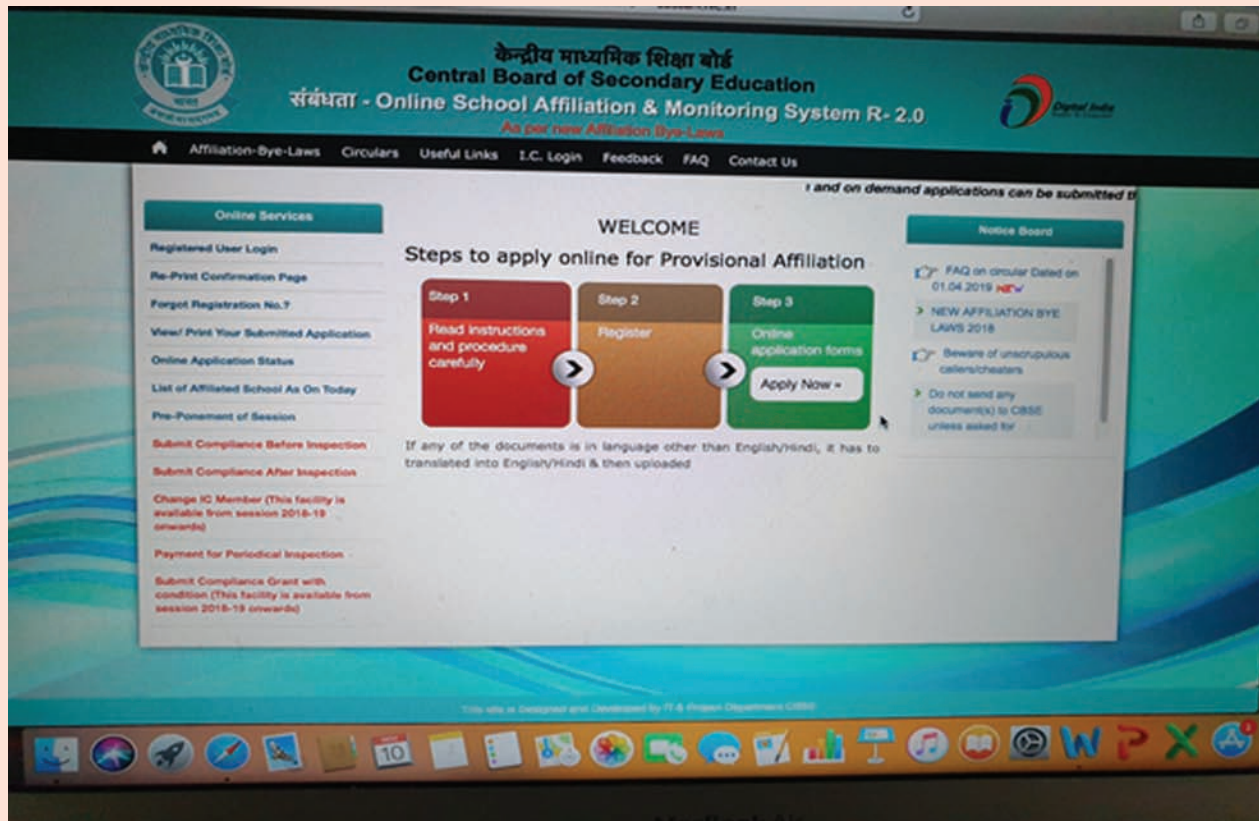 केन्द्रीय माध्यमिक शिक्षा बोर्ड
Central Board of Secondary Education
संबंधता - Online School Affiliation & Monitoring System R- 2.0
As per new Affiliation Bye-Laws
Digital India
Affiliation-Bye-Laws Circulars Useful Links I.C. Login Feedback FAQ Contact Us
and on demand applications can be submitted
Online Services
Registered User Login
Re-Print Confirmation Page
Forgot Registration No.?
View/ Print Your Submitted Application
Online Application Status
List of Affiliated School As On Today
Pre-Ponement of Session
Submit Compliance Before Inspection
Submit Compliance After Inspection
Change IC Member (This facility is
available from session 2018-19
onwards)
Payment for Periodical Inspection
Submit Compliance Grant with
condition (This facility is available from
session 2018-19 onwards)
WELCOME
Steps to apply online for Provisional Affiliation
Step 1
Read instructions
and procedure
carefully
Step 2
Register
Step 3
Online
application forms
Apply Now »
If any of the documents is in language other than English/Hindi, it has to
translated into English/Hindi & then uploaded
Notice Board
FAQ on circular Dated on
01.04.2019 NEW
NEW AFFILIATION BYE
LAWS 2018
Beware of unscrupulous
callers/cheaters
Do not send any
document(s) to CBSE
unless asked for
This site is Designed and Developed by IT & Project Department CBSE
10